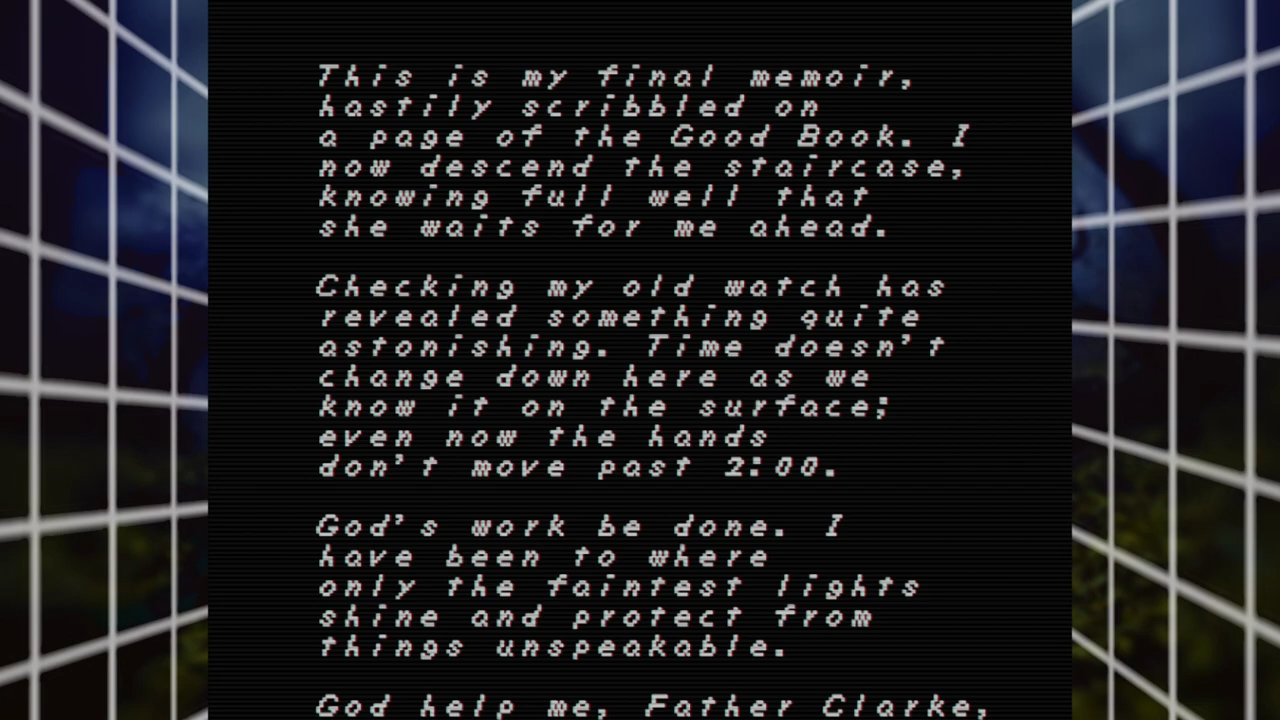 This is my final memoir,
hastily scribbled on
a page of the Good Book. I
now descend the staircase,
knowing full well that
she waits for me ahead.
Checking my old watch has
revealed something quite
astonishing. Time doesn't
change down here as we
know it on the surface;
even now the hands
don't move past 2:00.
God's work be done. I
have been to where
only the faintest lights
shine and protect from
things unspeakable.
God help me, Father Clarke,